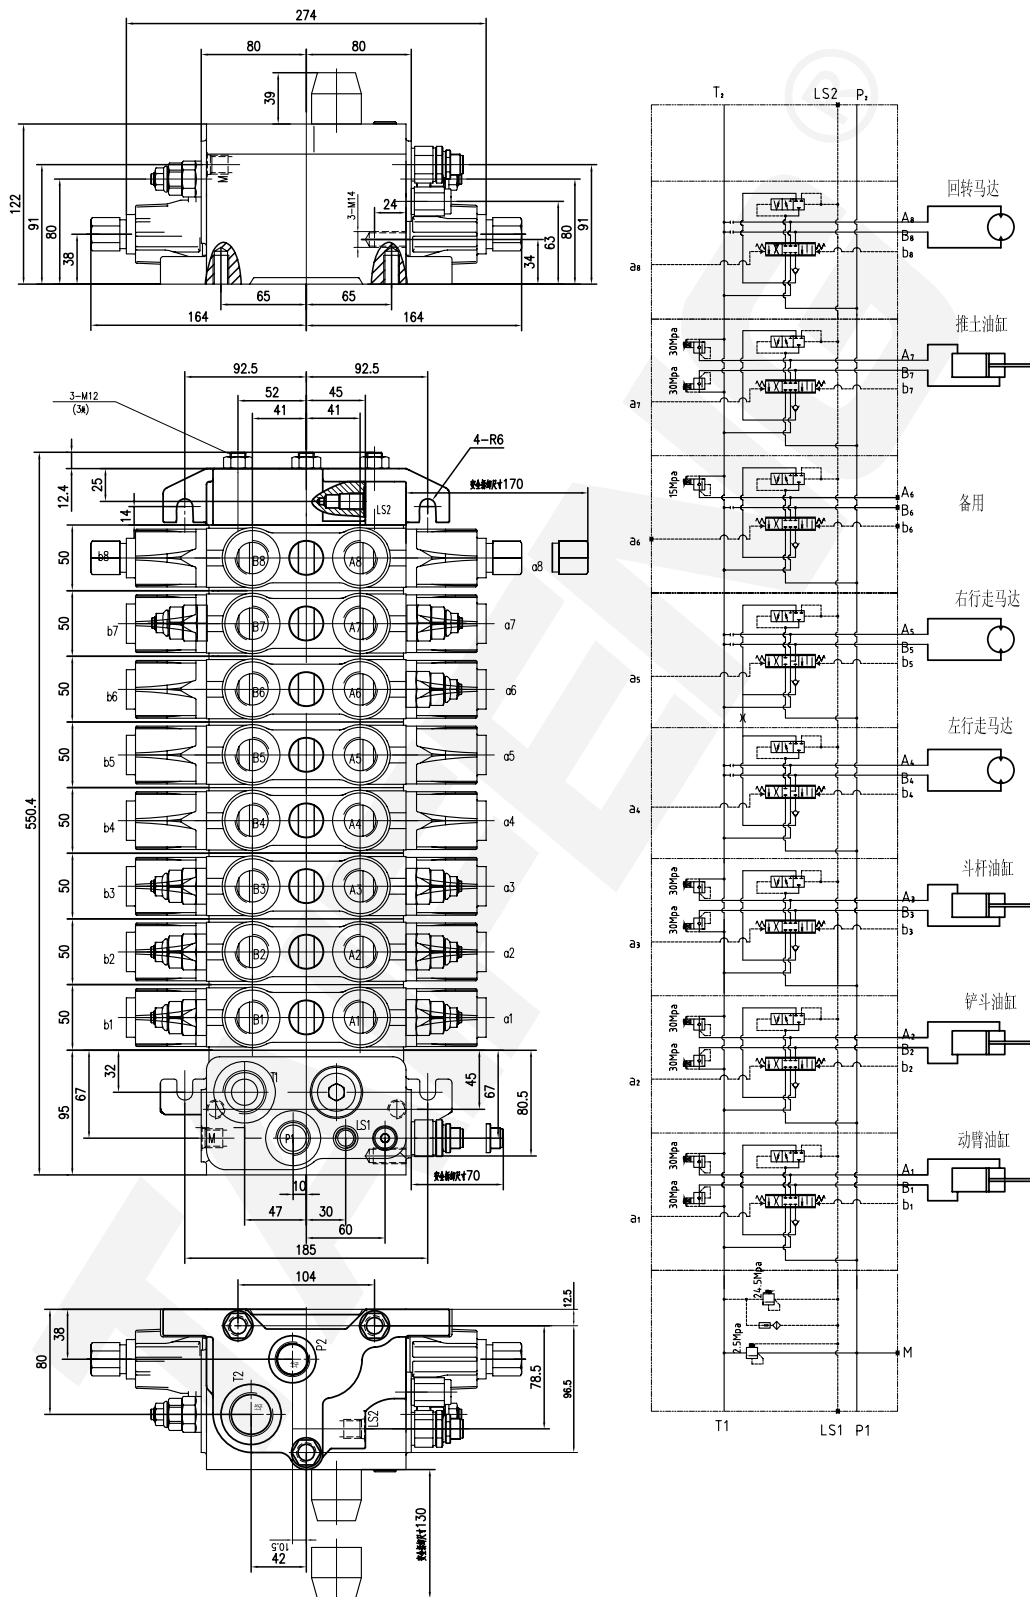 274
80 80
39
122
91
80
38
M
3-M14
24
34
63
80
91
65 65
164 164
T₂ LS2 P₂
®
回转马达
A₈
B₈
b₈
a₈
推土油缸
30Mpa
30Mpa
A₇
B₇
b₇
a₇
备用
15Mpa
A₆
B₆
b₆
a₆
右行走马达
A₅
B₅
b₅
a₅
左行走马达
A₄
B₄
b₄
a₄
斗杆油缸
30Mpa
30Mpa
A₃
B₃
b₃
a₃
铲斗油缸
30Mpa
30Mpa
A₂
B₂
b₂
a₂
动臂油缸
30Mpa
30Mpa
A₁
B₁
b₁
a₁
24.5Mpa
2.5Mpa
M
T1 LS1 P1
92.5 92.5
3-M12
52 45
41 41
4-R6
12.4
25
14
170
LS2
550.4
50 b8 B8 A8 a8
50 b7 B7 A7 a7
50 b6 B6 A6 a6
50 b5 B5 A5 a5
50 b4 B4 A4 a4
50 b3 B3 A3 a3
50 b2 B2 A2 a2
50 b1 B1 A1 a1
95
67
32
T1
45
67
80.5
M P1 LS1
70
10
47 30
60
185
104
12.5
80
38
P2
T2
LS2
78.5
96.5
10.5
42
130
TAIFENG